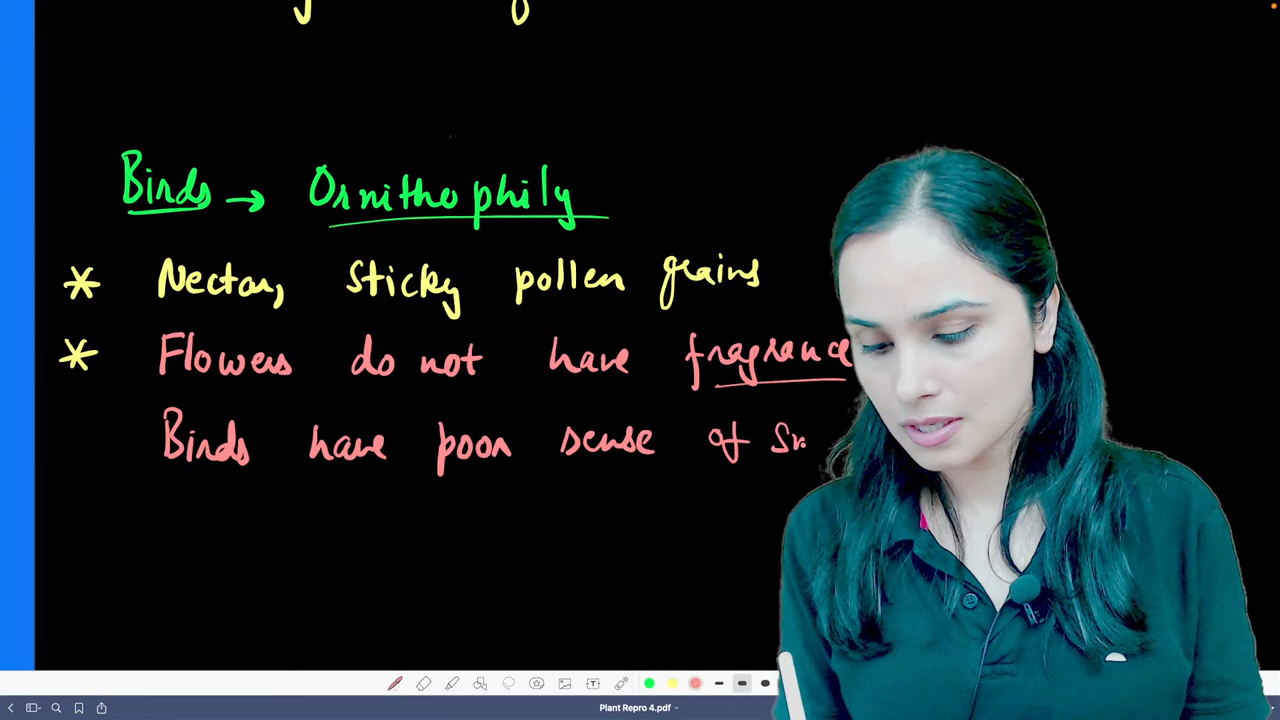 Birds → Ornithophily
* Nectar, sticky pollen grains
* Flowers do not have fragrance
Birds have poor sense of
Plant Repro 4.pdf